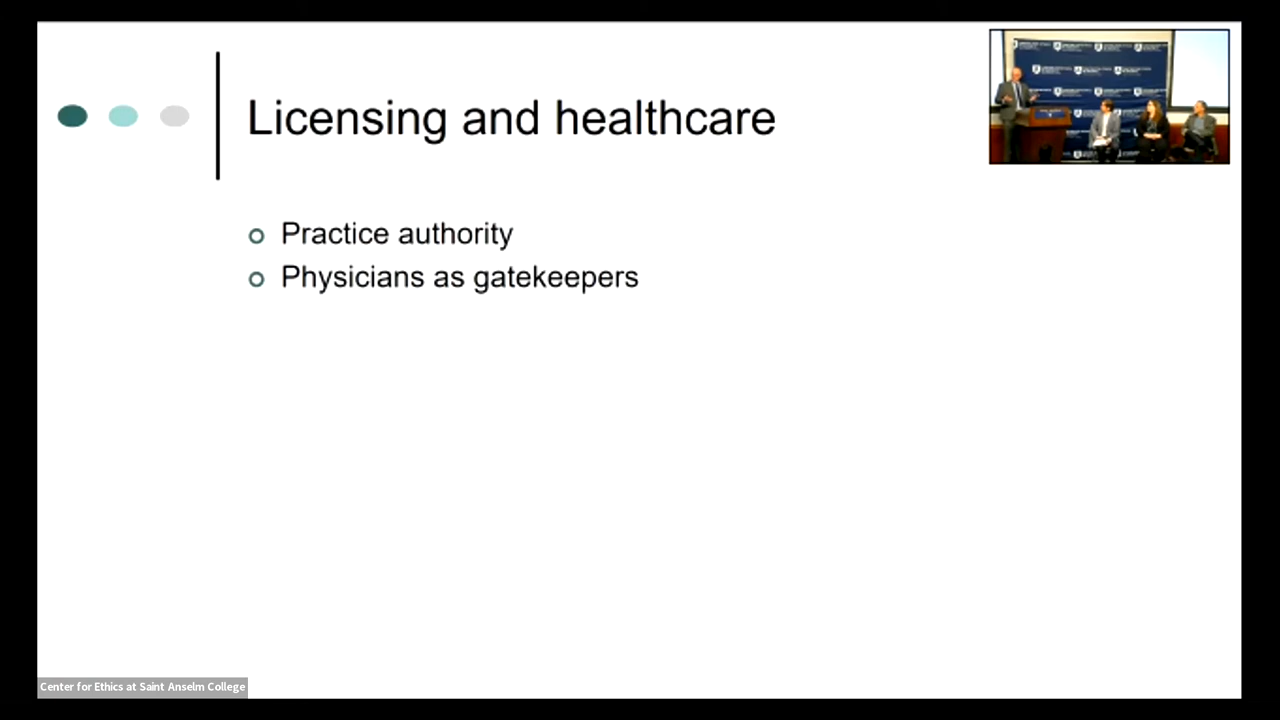 Licensing and healthcare
Practice authority
Physicians as gatekeepers
Center for Ethics at Saint Anselm College